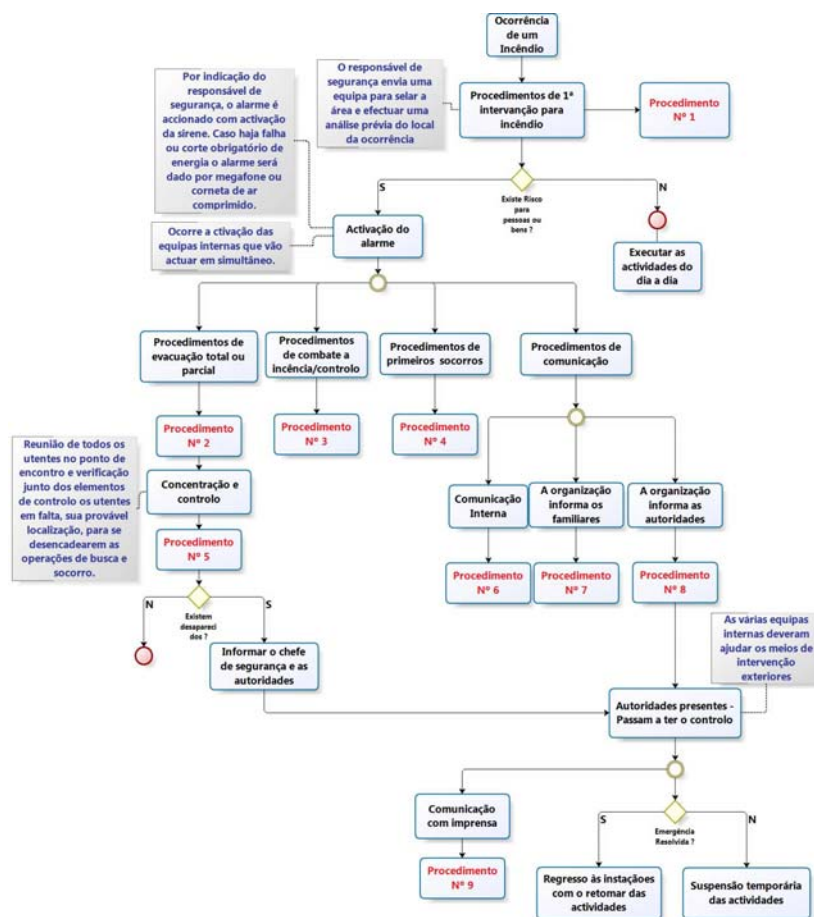 Ocorrência
de um
Incêndio
Por indicação do
responsável de
segurança, o alarme é
accionado com activação
da sirene. Caso haja falha
ou corte obrigatório de
energia o alarme será
dado por megafone ou
corneta de ar
comprimido.
O responsável de
segurança envia uma
equipa para selar a
área e efectuar uma
análise prévia do local
da ocorrência
Procedimentos de 1ª
intervanção para
incêndio
Procedimento
Nº 1
S
Existe Risco
para
pessoas ou
bens ?
N
Ocorre a ctivação das
equipas internas que vão
actuar em simultâneo.
Activação do
alarme
Executar as
actividades do
dia a dia
Procedimentos de
evacuação total ou
parcial
Procedimentos
de combate a
incência/controlo
Procedimentos de
primeiros socorros
Procedimentos de
comunicação
Procedimento
Nº 2
Procedimento
Nº 3
Procedimento
Nº 4
Reunião de todos os
utentes no ponto de
encontro e verificação
junto dos elementos
de controlo os utentes
em falta, sua provável
localização, para se
desencadearem as
operações de busca e
socorro.
Concentração e
controlo
Comunicação
Interna
A organização
informa os
familiares
A organização
informa as
autoridades
Procedimento
Nº 5
Procedimento
Nº 6
Procedimento
Nº 7
Procedimento
Nº 8
N
Existem
desapareci
dos ?
S
Informar o chefe
de segurança e as
autoridades
As várias equipas
internas deveram
ajudar os meios de
intervenção
exteriores
Autoridades presentes -
Passam a ter o controlo
Comunicação
com imprensa
S
Emergência
Resolvida ?
N
Procedimento
Nº 9
Regresso às instações
com o retomar das
actividades
Suspensão temporária
das actividades